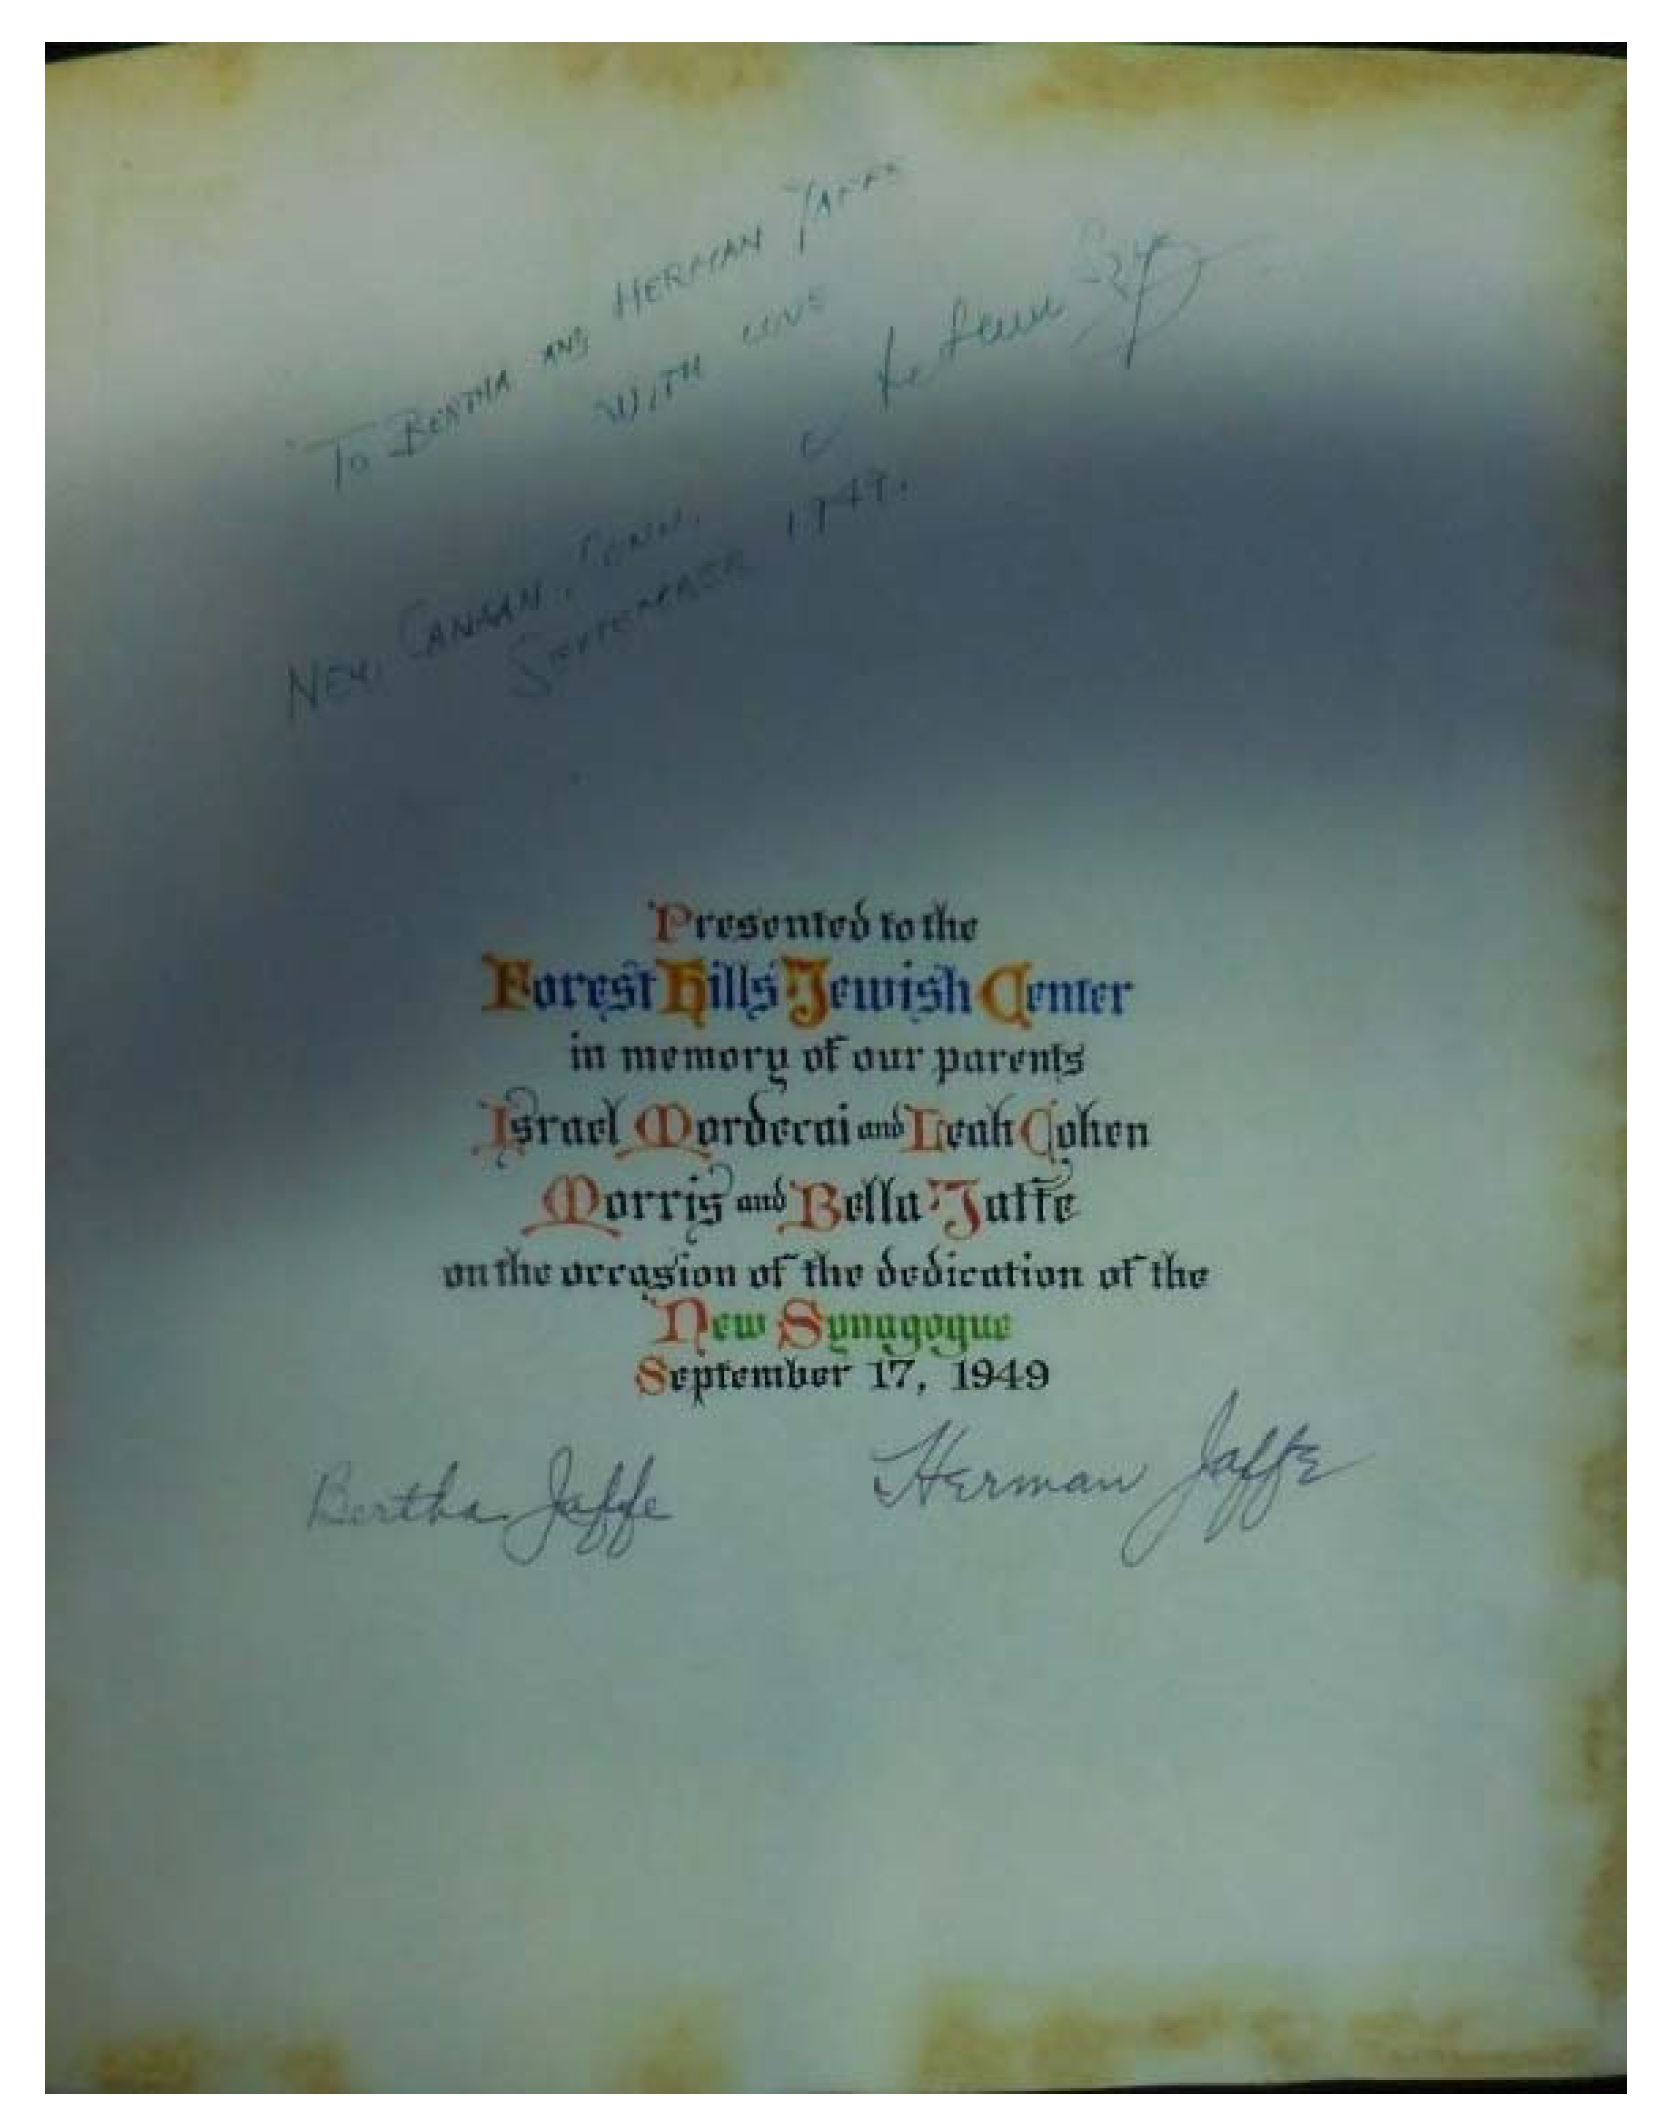 To BERTHA AND HERMAN JAFFE
WITH LOVE
Arthur Szyk
NEW CANAAN, CONN.
SEPTEMBER 1949.
Presented to the
Forest Hills Jewish Center
in memory of our parents
Israel Mordecai and Leah Cohen
Morris and Bella Jaffe
on the occasion of the dedication of the
New Synagogue
September 17, 1949
Bertha Jaffe Herman Jaffe